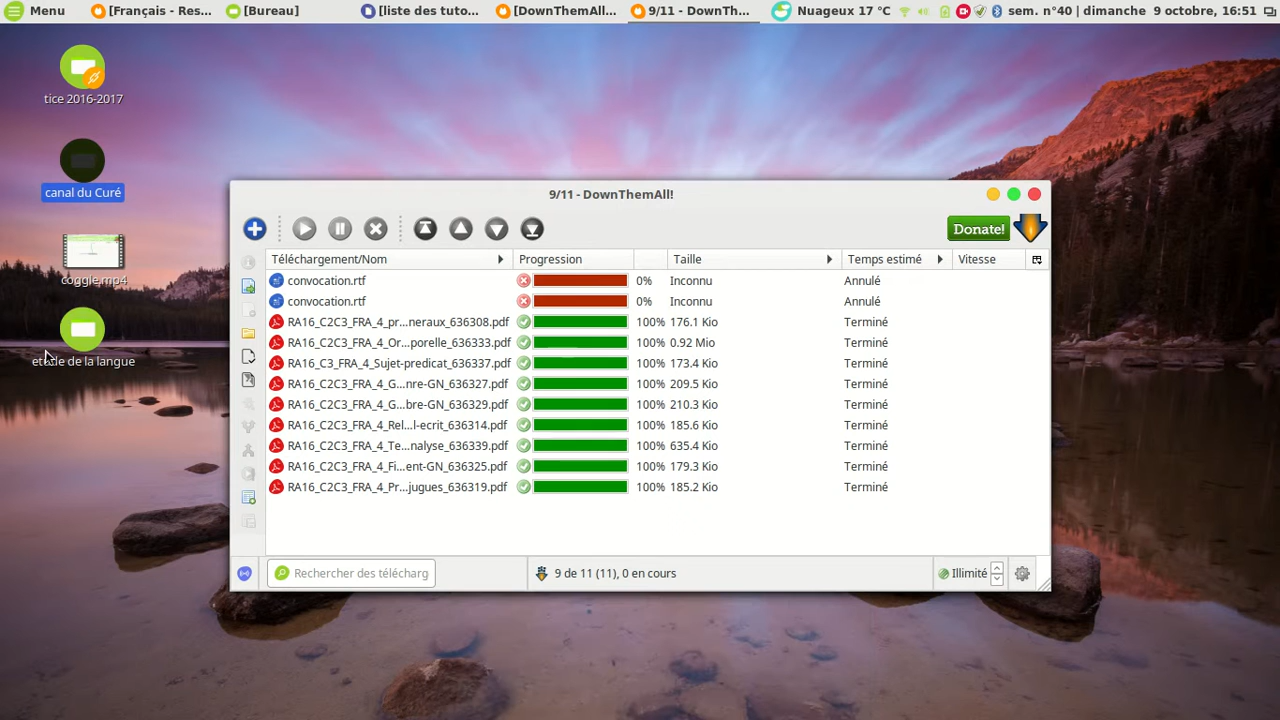 Menu [Français - Res... [Bureau] [liste des tuto... [DownThemAll... 9/11 - DownTh... Nuageux 17 °C sem. n°40 | dimanche 9 octobre, 16:51
tice 2016-2017
canal du Curé
coggle.mp4
etude de la langue
9/11 - DownThemAll!
Donate!
Téléchargement/Nom Progression Taille Temps estimé Vitesse
convocation.rtf 0% Inconnu Annulé
convocation.rtf 0% Inconnu Annulé
RA16_C2C3_FRA_4_pr...neraux_636308.pdf 100% 176.1 Kio Terminé
RA16_C2C3_FRA_4_Or...porelle_636333.pdf 100% 0.92 Mio Terminé
RA16_C3_FRA_4_Sujet-predicat_636337.pdf 100% 173.4 Kio Terminé
RA16_C2C3_FRA_4_G...nre-GN_636327.pdf 100% 209.5 Kio Terminé
RA16_C2C3_FRA_4_G...bre-GN_636329.pdf 100% 210.3 Kio Terminé
RA16_C2C3_FRA_4_Rel...l-ecrit_636314.pdf 100% 185.6 Kio Terminé
RA16_C2C3_FRA_4_Te...nalyse_636339.pdf 100% 635.4 Kio Terminé
RA16_C2C3_FRA_4_Fi...ent-GN_636325.pdf 100% 179.3 Kio Terminé
RA16_C2C3_FRA_4_Pr...jugues_636319.pdf 100% 185.2 Kio Terminé
Rechercher des télécharg 9 de 11 (11), 0 en cours Illimité